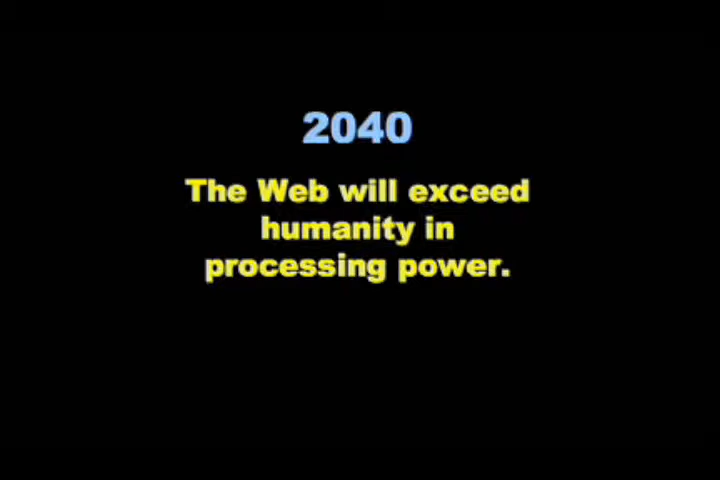 2040
The Web will exceed
humanity in
processing power.